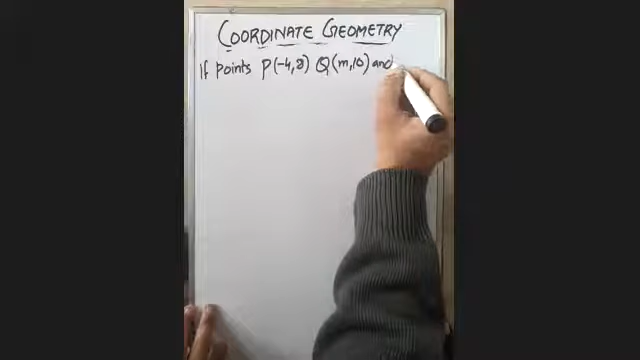 COORDINATE GEOMETRY
If points P(-4,8) Q(m,10) and